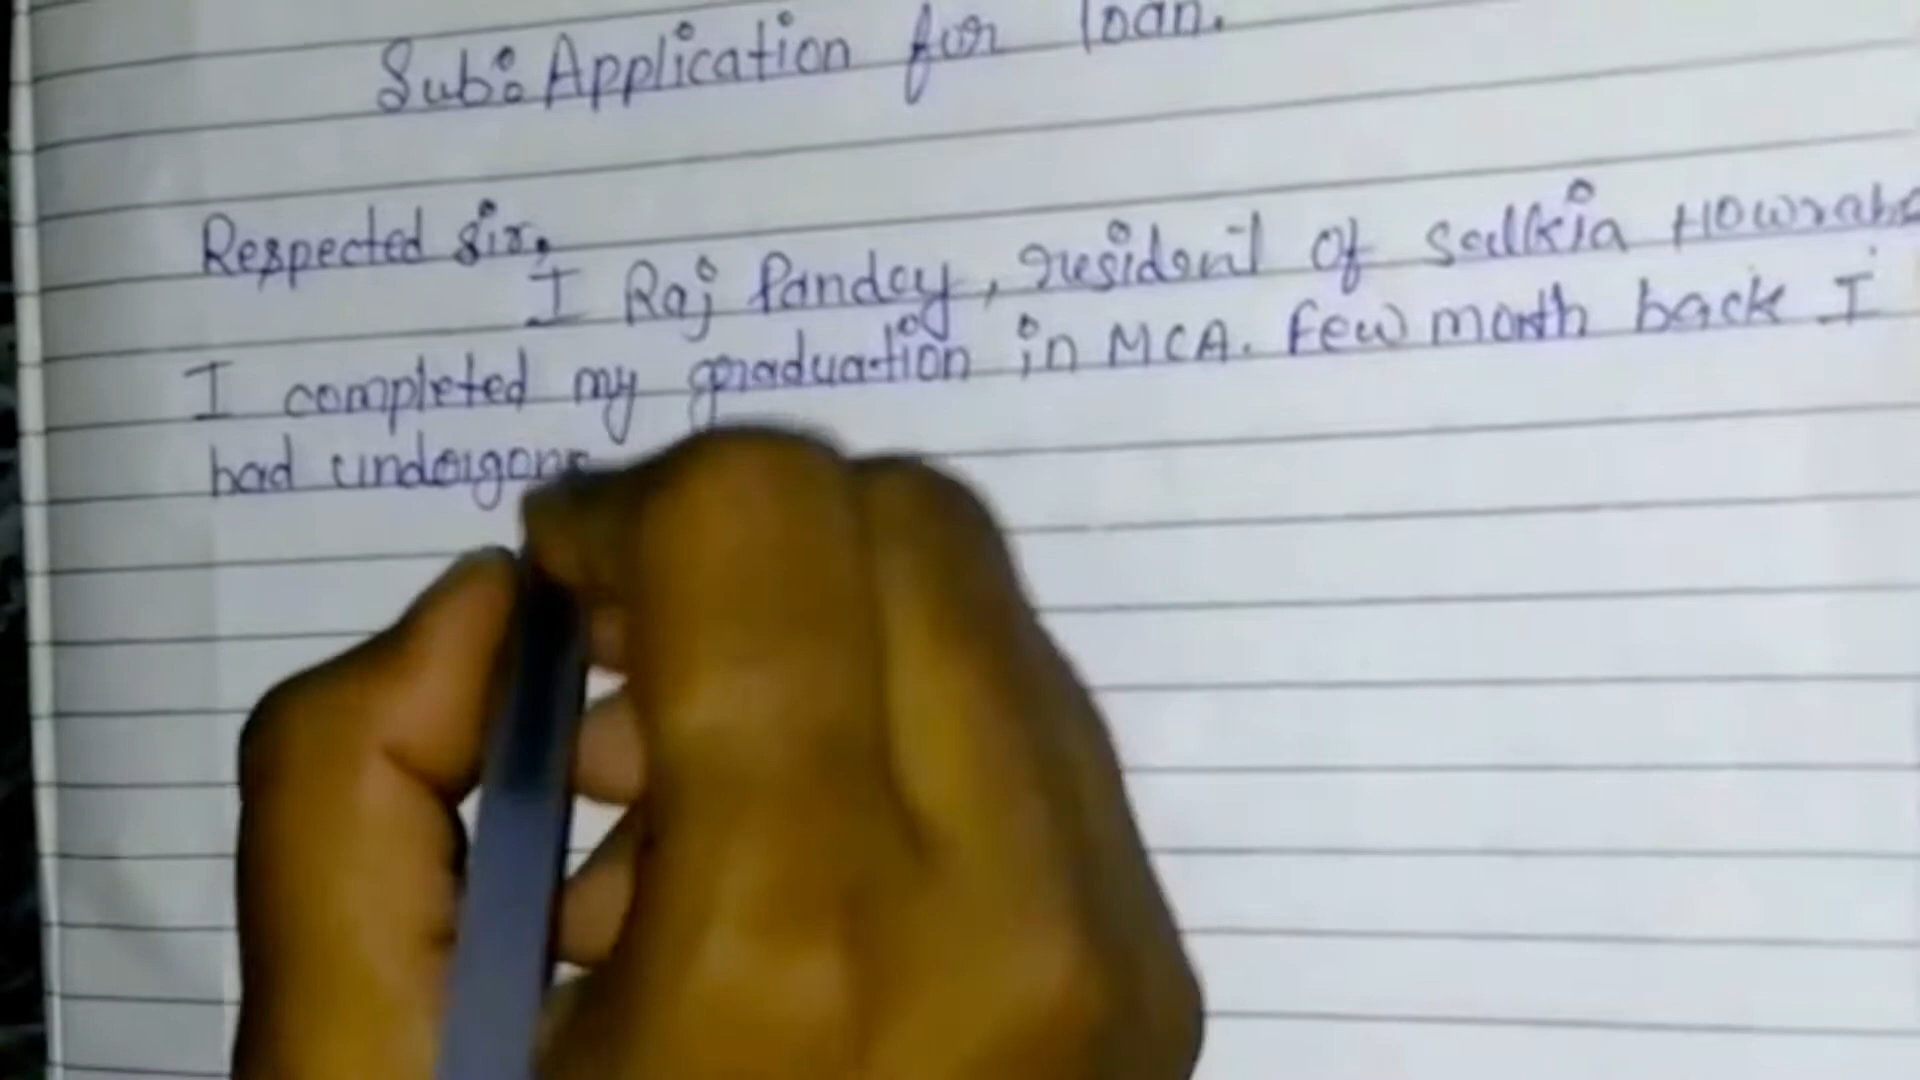 Sub: Application for loan.
Respected sir,
I Raj Pandey, resident of Salkia Howrah
I completed my graduation in MCA. Few month back I
had undergone